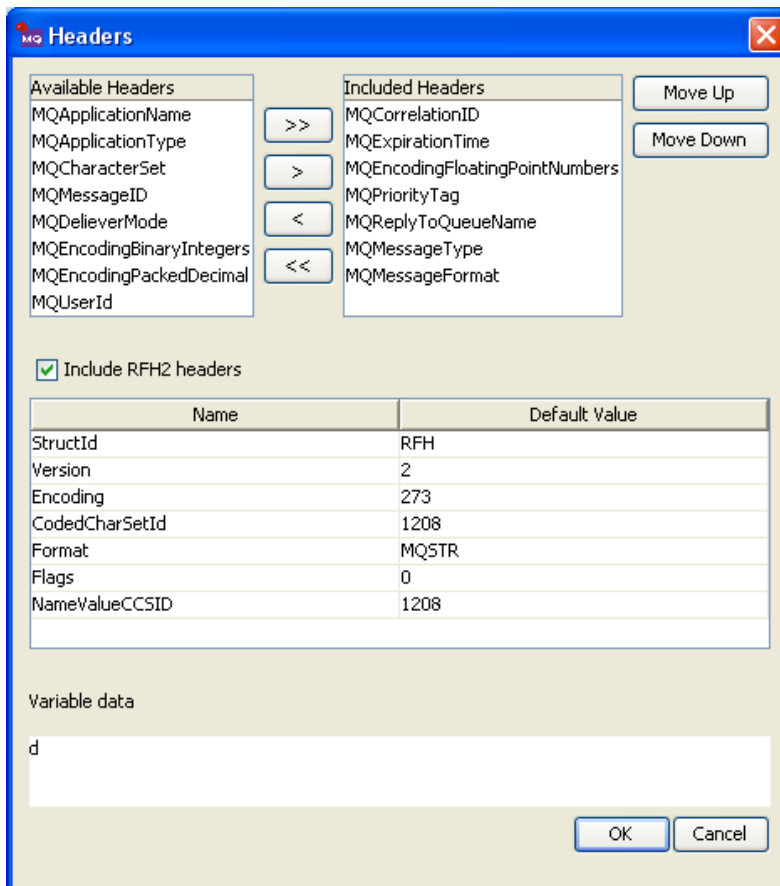 MQ Headers
Available Headers
MQApplicationName
MQApplicationType
MQCharacterSet
MQMessageID
MQDelieverMode
MQEncodingBinaryIntegers
MQEncodingPackedDecimal
MQUserId
>>
>
<
<<
Included Headers
MQCorrelationID
MQExpirationTime
MQEncodingFloatingPointNumbers
MQPriorityTag
MQReplyToQueueName
MQMessageType
MQMessageFormat
Move Up
Move Down
Include RFH2 headers
Name Default Value
StructId RFH
Version 2
Encoding 273
CodedCharSetId 1208
Format MQSTR
Flags 0
NameValueCCSID 1208
Variable data
d
OK Cancel